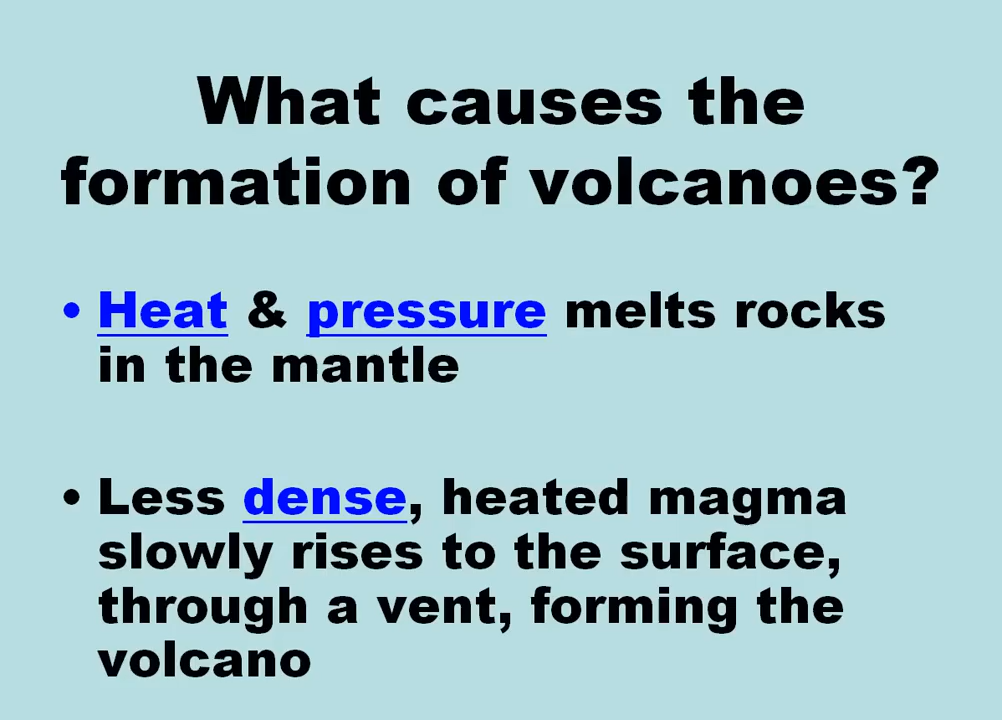 What causes the
formation of volcanoes?
• Heat & pressure melts rocks
in the mantle
• Less dense, heated magma
slowly rises to the surface,
through a vent, forming the
volcano